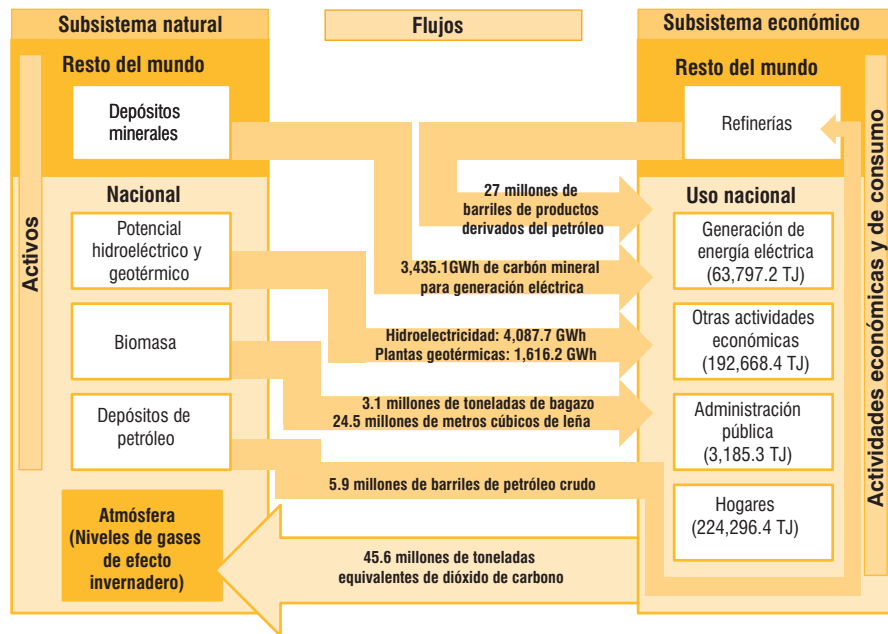 Subsistema natural
Flujos
Subsistema económico
Resto del mundo
Depósitos
minerales
Nacional
Potencial
hidroeléctrico y
geotérmico
Biomasa
Depósitos de
petróleo
Activos
Atmósfera
(Niveles de gases
de efecto
invernadero)
27 millones de
barriles de productos
derivados del petróleo
3,435.1GWh de carbón mineral
para generación eléctrica
Hidroelectricidad: 4,087.7 GWh
Plantas geotérmicas: 1,616.2 GWh
3.1 millones de toneladas de bagazo
24.5 millones de metros cúbicos de leña
5.9 millones de barriles de petróleo crudo
45.6 millones de toneladas
equivalentes de dióxido de carbono
Resto del mundo
Refinerías
Uso nacional
Generación de
energía eléctrica
(63,797.2 TJ)
Otras actividades
económicas
(192,668.4 TJ)
Administración
pública
(3,185.3 TJ)
Hogares
(224,296.4 TJ)
Actividades económicas y de consumo